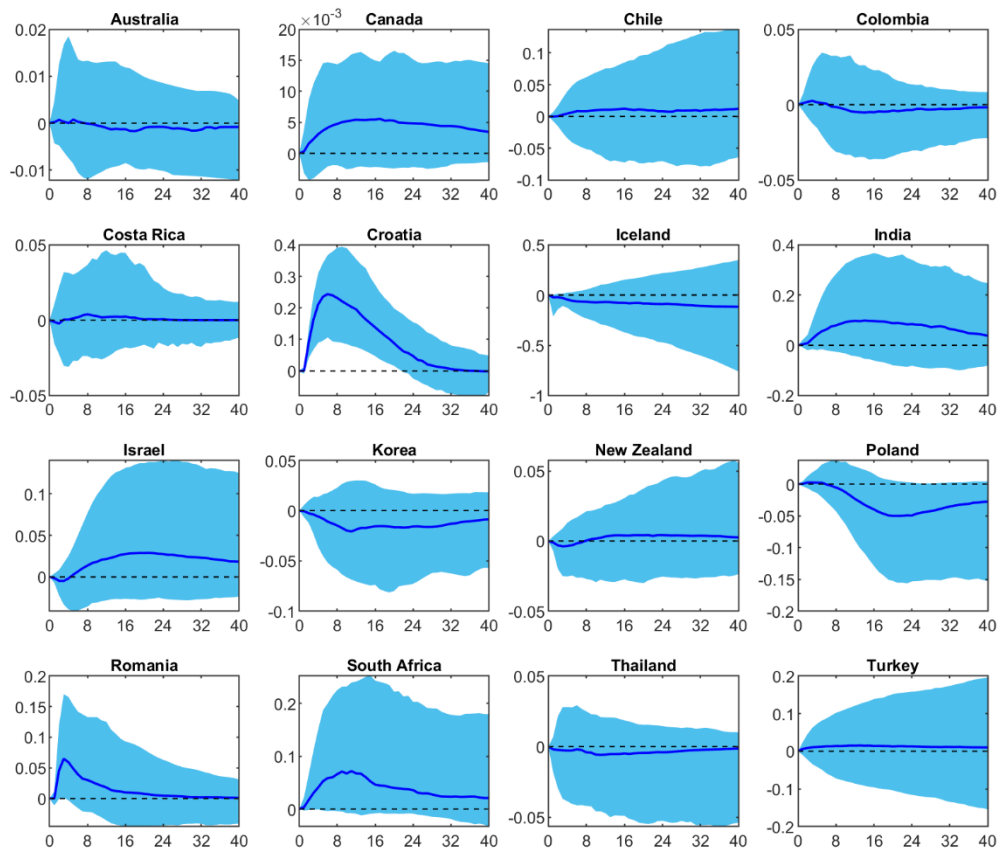 Australia
0.02
0.01
0
-0.01
0 8 16 24 32 40
Canada
×10⁻³
20
15
10
5
0
0 8 16 24 32 40
Chile
0.1
0.05
0
-0.05
-0.1
0 8 16 24 32 40
Colombia
0.05
0
-0.05
0 8 16 24 32 40
Costa Rica
0.05
0
-0.05
0 8 16 24 32 40
Croatia
0.4
0.3
0.2
0.1
0
0 8 16 24 32 40
Iceland
0.5
0
-0.5
-1
0 8 16 24 32 40
India
0.4
0.2
0
-0.2
0 8 16 24 32 40
Israel
0.1
0.05
0
0 8 16 24 32 40
Korea
0.05
0
-0.05
-0.1
0 8 16 24 32 40
New Zealand
0.05
0
-0.05
0 8 16 24 32 40
Poland
0
-0.05
-0.1
-0.15
-0.2
0 8 16 24 32 40
Romania
0.2
0.15
0.1
0.05
0
0 8 16 24 32 40
South Africa
0.2
0.1
0
0 8 16 24 32 40
Thailand
0.05
0
-0.05
0 8 16 24 32 40
Turkey
0.2
0.1
0
-0.1
-0.2
0 8 16 24 32 40